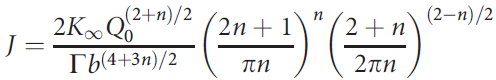 J = \frac{2K_\infty Q_0^{(2+n)/2}}{\Gamma b^{(4+3n)/2}} \left( \frac{2n+1}{\pi n} \right)^n \left( \frac{2+n}{2\pi n} \right)^{(2-n)/2}